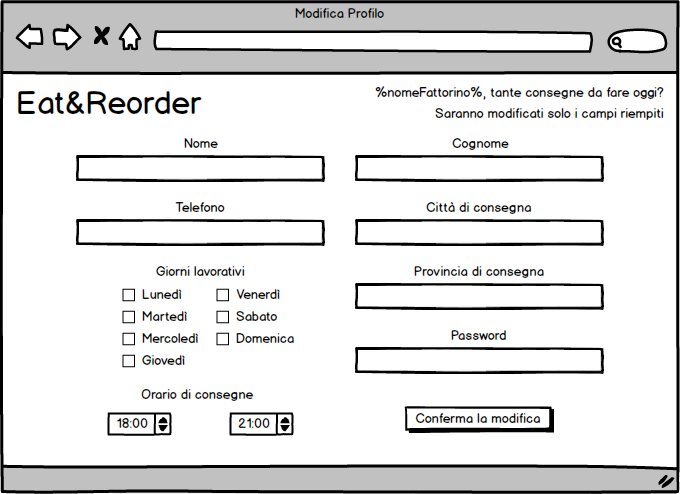 Modifica Profilo
Eat&Reorder
%nomeFattorino%, tante consegne da fare oggi?
Saranno modificati solo i campi riempiti
Nome
Cognome
Telefono
Città di consegna
Giorni lavorativi
Provincia di consegna
Lunedì
Venerdì
Martedì
Sabato
Mercoledì
Domenica
Giovedì
Password
Orario di consegne
18:00
21:00
Conferma la modifica